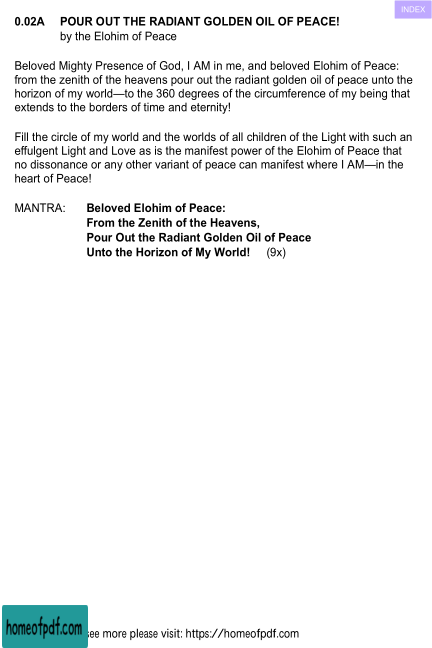 INDEX
0.02A POUR OUT THE RADIANT GOLDEN OIL OF PEACE!
by the Elohim of Peace
Beloved Mighty Presence of God, I AM in me, and beloved Elohim of Peace:
from the zenith of the heavens pour out the radiant golden oil of peace unto the
horizon of my world—to the 360 degrees of the circumference of my being that
extends to the borders of time and eternity!
Fill the circle of my world and the worlds of all children of the Light with such an
effulgent Light and Love as is the manifest power of the Elohim of Peace that
no dissonance or any other variant of peace can manifest where I AM—in the
heart of Peace!
MANTRA: Beloved Elohim of Peace:
From the Zenith of the Heavens,
Pour Out the Radiant Golden Oil of Peace
Unto the Horizon of My World! (9x)
homeofpdf.com
see more please visit: https://homeofpdf.com